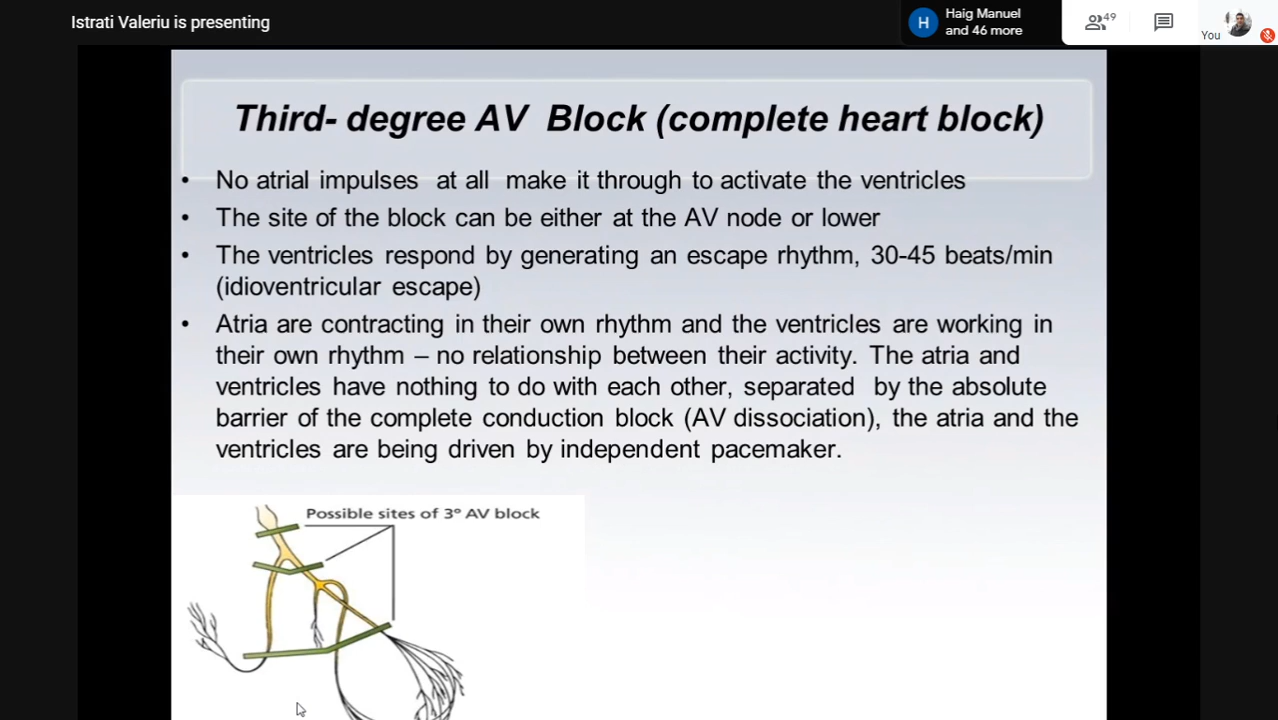 Istrati Valeriu is presenting
H
Haig Manuel
and 46 more
49
You
Third- degree AV Block (complete heart block)
• No atrial impulses at all make it through to activate the ventricles
• The site of the block can be either at the AV node or lower
• The ventricles respond by generating an escape rhythm, 30-45 beats/min
(idioventricular escape)
• Atria are contracting in their own rhythm and the ventricles are working in
their own rhythm – no relationship between their activity. The atria and
ventricles have nothing to do with each other, separated by the absolute
barrier of the complete conduction block (AV dissociation), the atria and the
ventricles are being driven by independent pacemaker.
Possible sites of 3º AV block